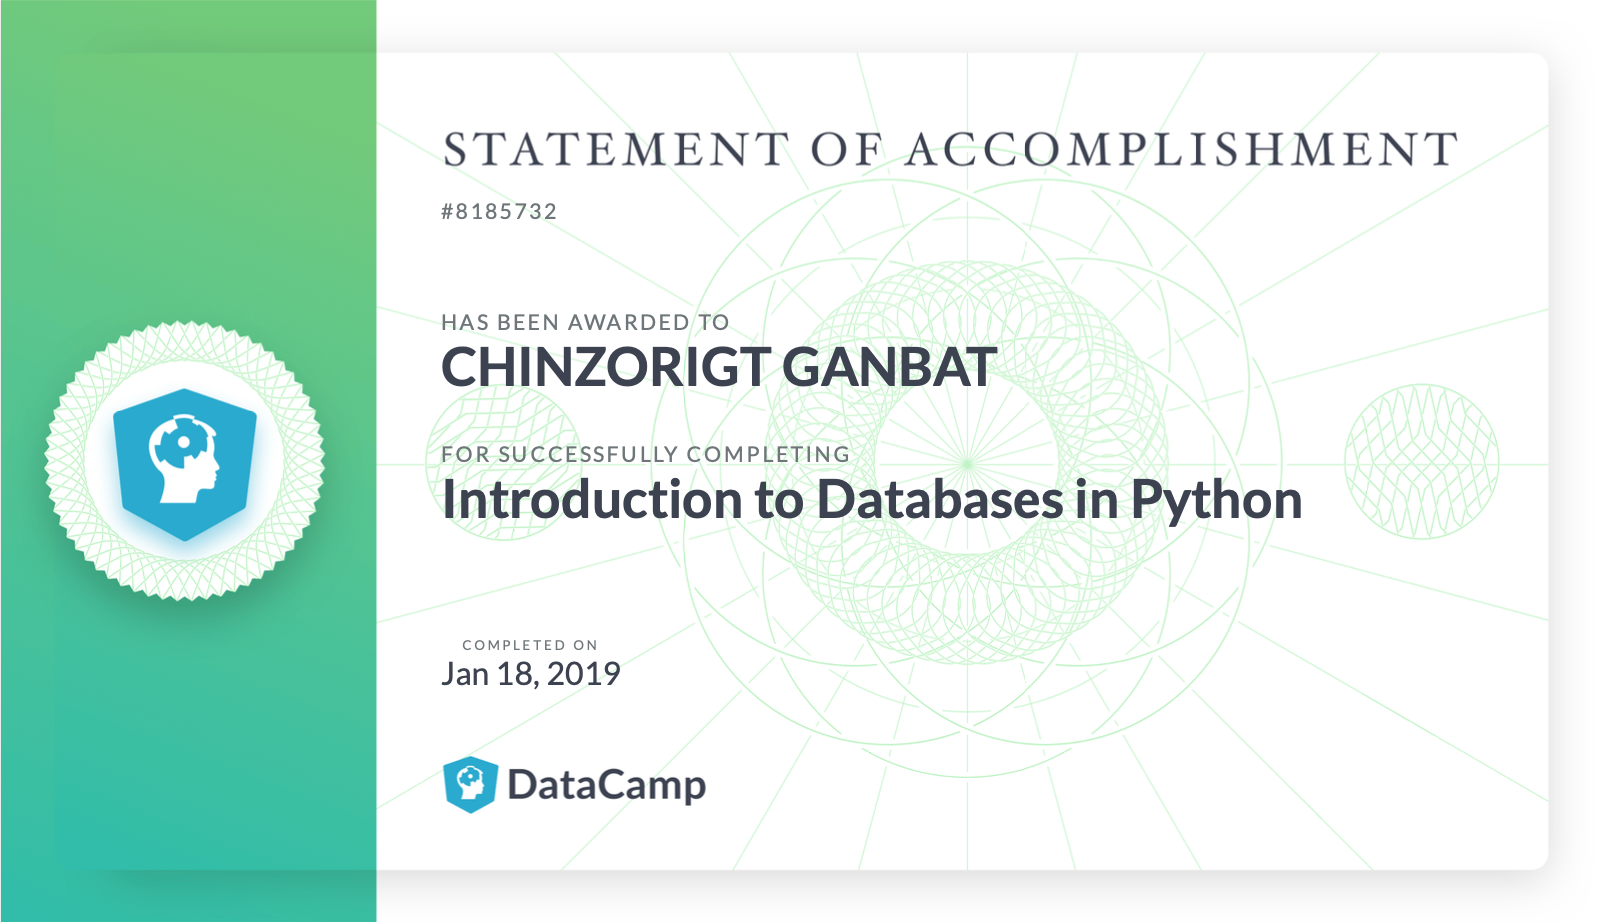 STATEMENT OF ACCOMPLISHMENT
#8185732
HAS BEEN AWARDED TO
CHINZORIGT GANBAT
FOR SUCCESSFULLY COMPLETING
Introduction to Databases in Python
COMPLETED ON
Jan 18, 2019
DataCamp